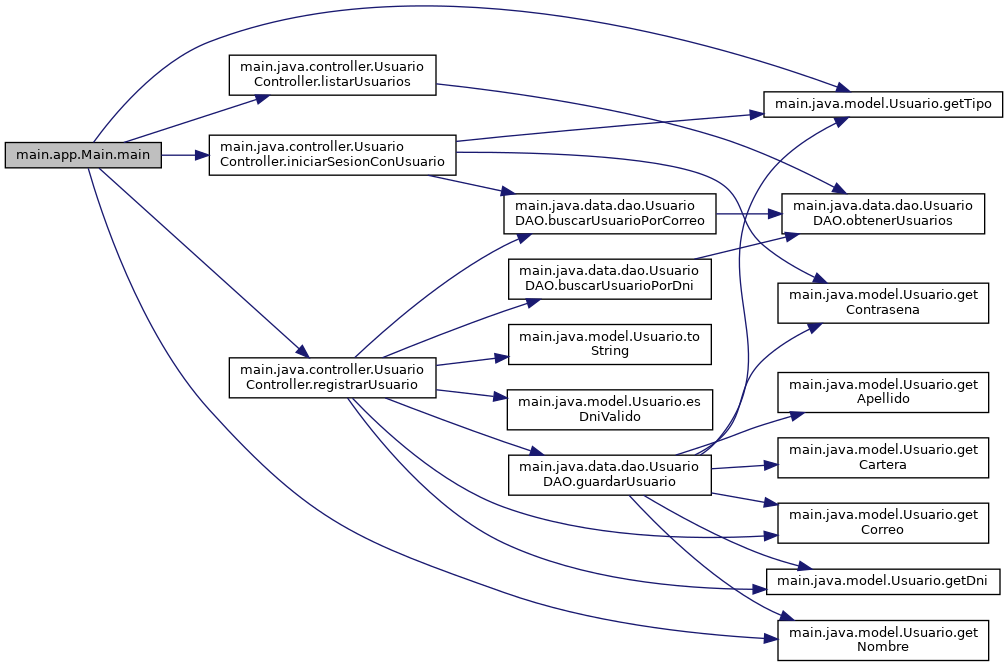 main.app.Main.main
main.java.controller.Usuario
Controller.listarUsuarios
main.java.controller.Usuario
Controller.iniciarSesionConUsuario
main.java.controller.Usuario
Controller.registrarUsuario
main.java.data.dao.Usuario
DAO.buscarUsuarioPorCorreo
main.java.data.dao.Usuario
DAO.buscarUsuarioPorDni
main.java.model.Usuario.to
String
main.java.model.Usuario.es
DniValido
main.java.data.dao.Usuario
DAO.guardarUsuario
main.java.model.Usuario.getTipo
main.java.data.dao.Usuario
DAO.obtenerUsuarios
main.java.model.Usuario.get
Contrasena
main.java.model.Usuario.get
Apellido
main.java.model.Usuario.get
Cartera
main.java.model.Usuario.get
Correo
main.java.model.Usuario.getDni
main.java.model.Usuario.get
Nombre